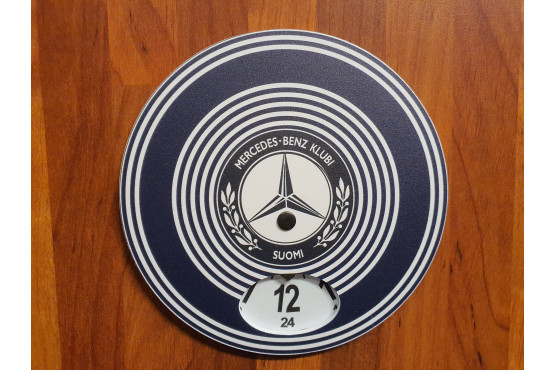 MERCEDES-BENZ KLUBI
SUOMI
12
24